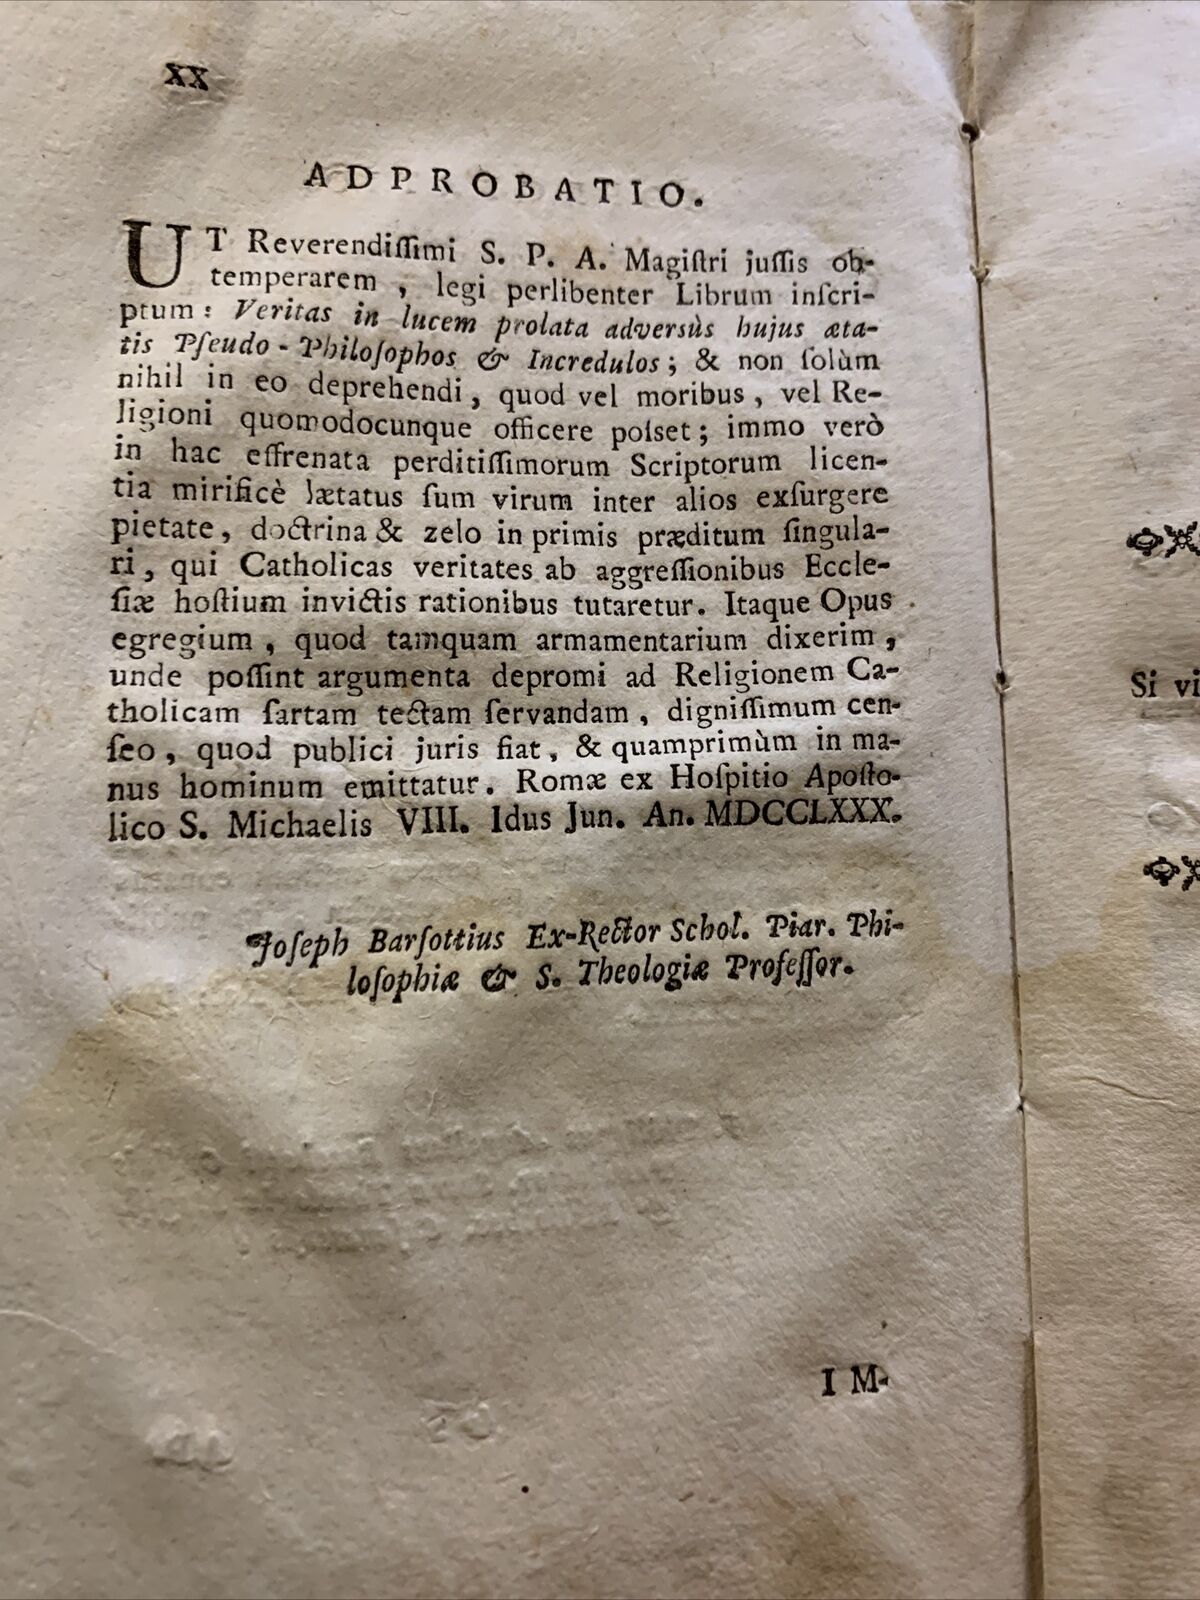 XX
ADPROBATIO.
UT Reverendiſſimi S. P. A. Magiſtri juſſis ob-
temperarem , legi perlibenter Librum inſcri-
ptum : Veritas in lucem prolata adversùs hujus æta-
tis Pſeudo - Philoſophos & Incredulos ; & non ſolùm
nihil in eo deprehendi , quod vel moribus , vel Re-
ligioni quomodocunque officere poiset ; immo verò
in hac effrenata perditiſſimorum Scriptorum licen-
tia mirificè lætatus ſum virum inter alios exſurgere
pietate , doctrina & zelo in primis præditum ſingula-
ri , qui Catholicas veritates ab aggreſſionibus Eccle-
ſiæ hoſtium invictis rationibus tutaretur. Itaque Opus
egregium , quod tamquam armamentarium dixerim ,
unde poſſint argumenta depromi ad Religionem Ca-
tholicam ſartam tectam ſervandam , digniſſimum cen-
ſeo , quod publici juris fiat , & quamprimùm in ma-
nus hominum emittatur. Romæ ex Hoſpitio Apoſto-
lico S. Michaelis VIII. Idus Jun. An. MDCCLXXX.
Joſeph Barſottius Ex-Rector Schol. Piar. Phi-
loſophiæ & S. Theologiæ Profeſſor.
IM-
Si vi